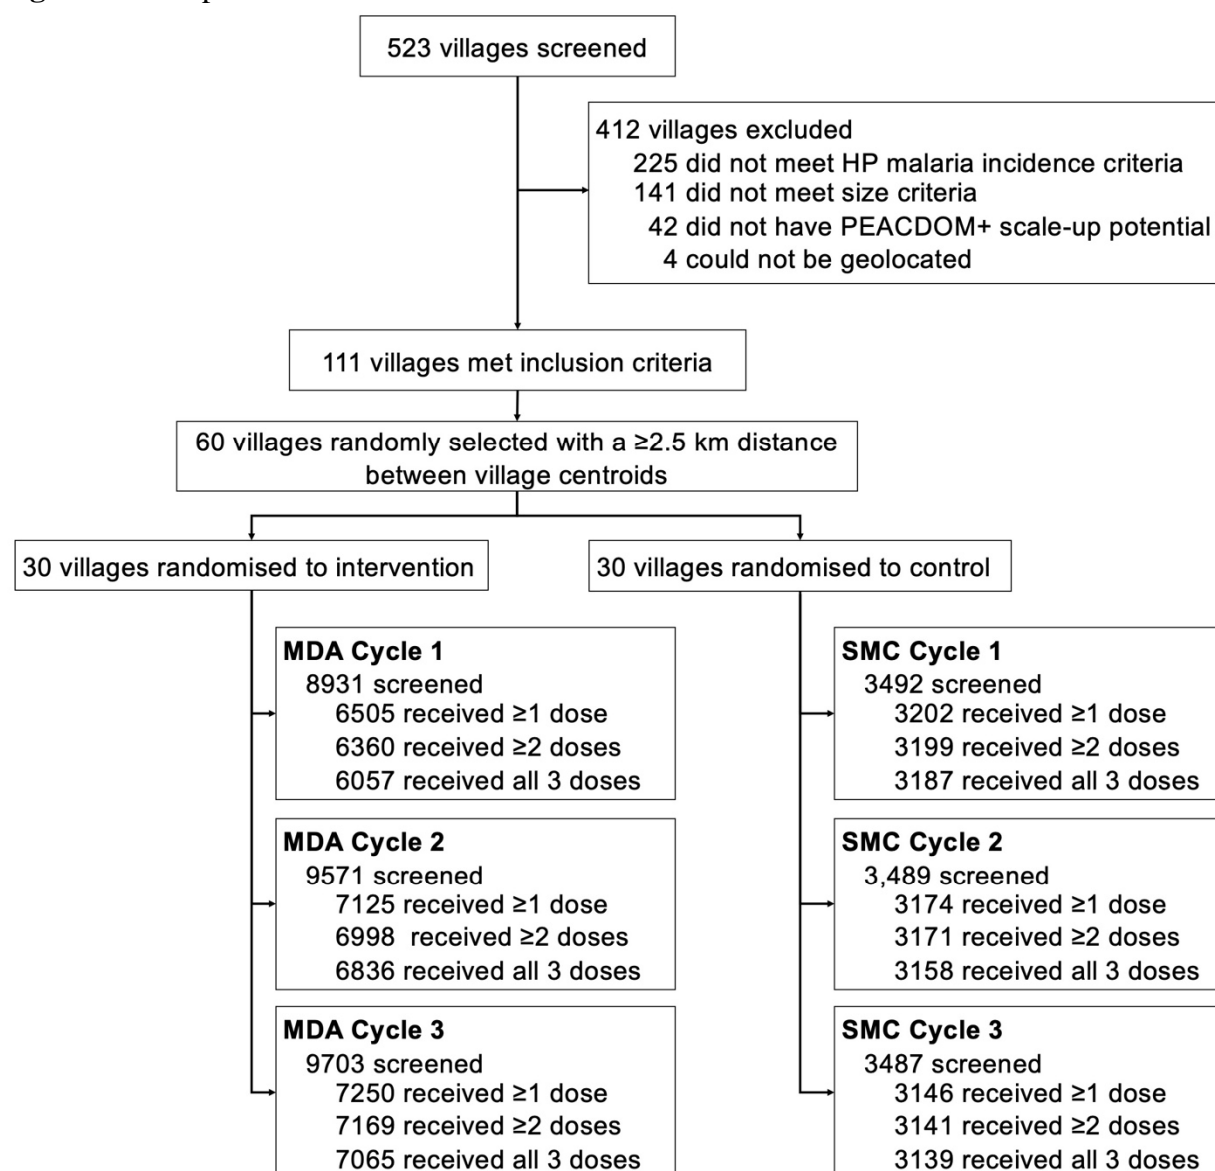 523 villages screened
412 villages excluded
225 did not meet HP malaria incidence criteria
141 did not meet size criteria
42 did not have PEACDOM+ scale-up potential
4 could not be geolocated
111 villages met inclusion criteria
60 villages randomly selected with a ≥2.5 km distance
between village centroids
30 villages randomised to intervention
30 villages randomised to control
MDA Cycle 1
8931 screened
6505 received ≥1 dose
6360 received ≥2 doses
6057 received all 3 doses
SMC Cycle 1
3492 screened
3202 received ≥1 dose
3199 received ≥2 doses
3187 received all 3 doses
MDA Cycle 2
9571 screened
7125 received ≥1 dose
6998  received ≥2 doses
6836 received all 3 doses
SMC Cycle 2
3,489 screened
3174 received ≥1 dose
3171 received ≥2 doses
3158 received all 3 doses
MDA Cycle 3
9703 screened
7250 received ≥1 dose
7169 received ≥2 doses
7065 received all 3 doses
SMC Cycle 3
3487 screened
3146 received ≥1 dose
3141 received ≥2 doses
3139 received all 3 doses